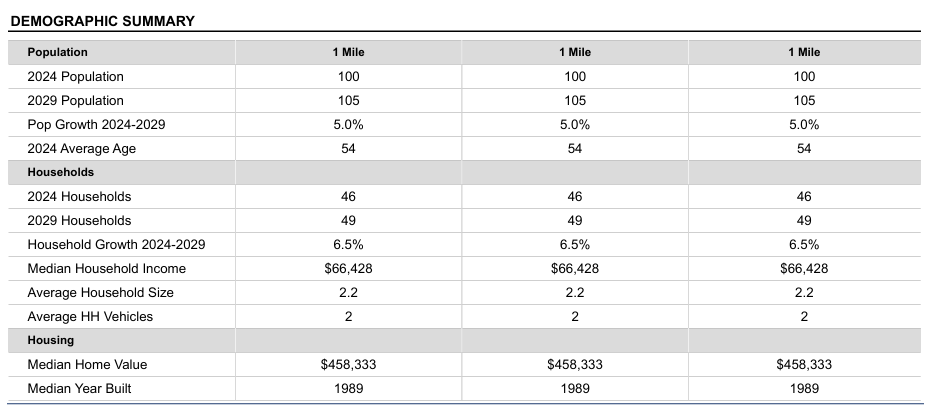 DEMOGRAPHIC SUMMARY
Population 1 Mile 1 Mile 1 Mile
2024 Population 100 100 100
2029 Population 105 105 105
Pop Growth 2024-2029 5.0% 5.0% 5.0%
2024 Average Age 54 54 54
Households
2024 Households 46 46 46
2029 Households 49 49 49
Household Growth 2024-2029 6.5% 6.5% 6.5%
Median Household Income $66,428 $66,428 $66,428
Average Household Size 2.2 2.2 2.2
Average HH Vehicles 2 2 2
Housing
Median Home Value $458,333 $458,333 $458,333
Median Year Built 1989 1989 1989